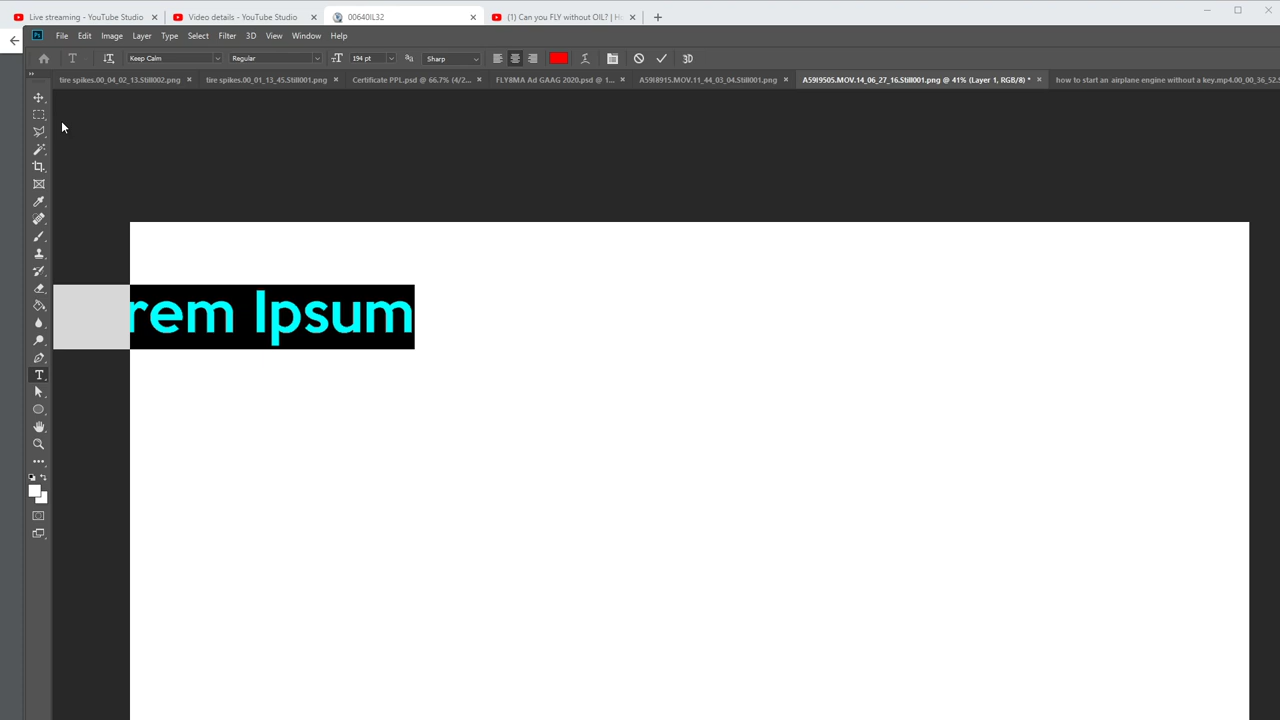 Live streaming - YouTube Studio
Video details - YouTube Studio
00640IL32
(1) Can you FLY without OIL? | H
File Edit Image Layer Type Select Filter 3D View Window Help
Keep Calm Regular 194 pt Sharp 3D
tire spikes.00_04_02_13.Still002.png
tire spikes.00_01_13_45.Still001.png
Certificate PPL.psd @ 66.7% (4/2...
FLY8MA Ad GAAG 2020.psd @ 1...
A59I8915.MOV.11_44_03_04.Still001.png
A59I9505.MOV.14_06_27_16.Still001.png @ 41% (Layer 1, RGB/8) *
how to start an airplane engine without a key.mp4.00_00_36_52.S
rem Ipsum